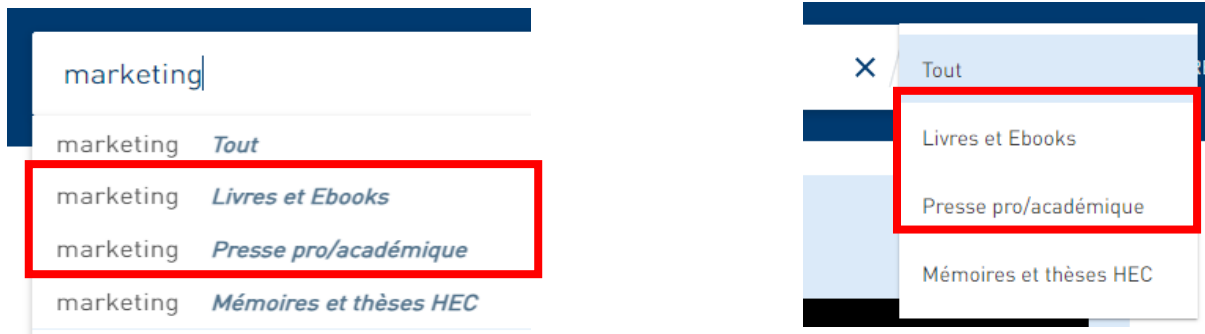 marketing
marketing Tout
marketing Livres et Ebooks
marketing Presse pro/académique
marketing Mémoires et thèses HEC
Tout
Livres et Ebooks
Presse pro/académique
Mémoires et thèses HEC